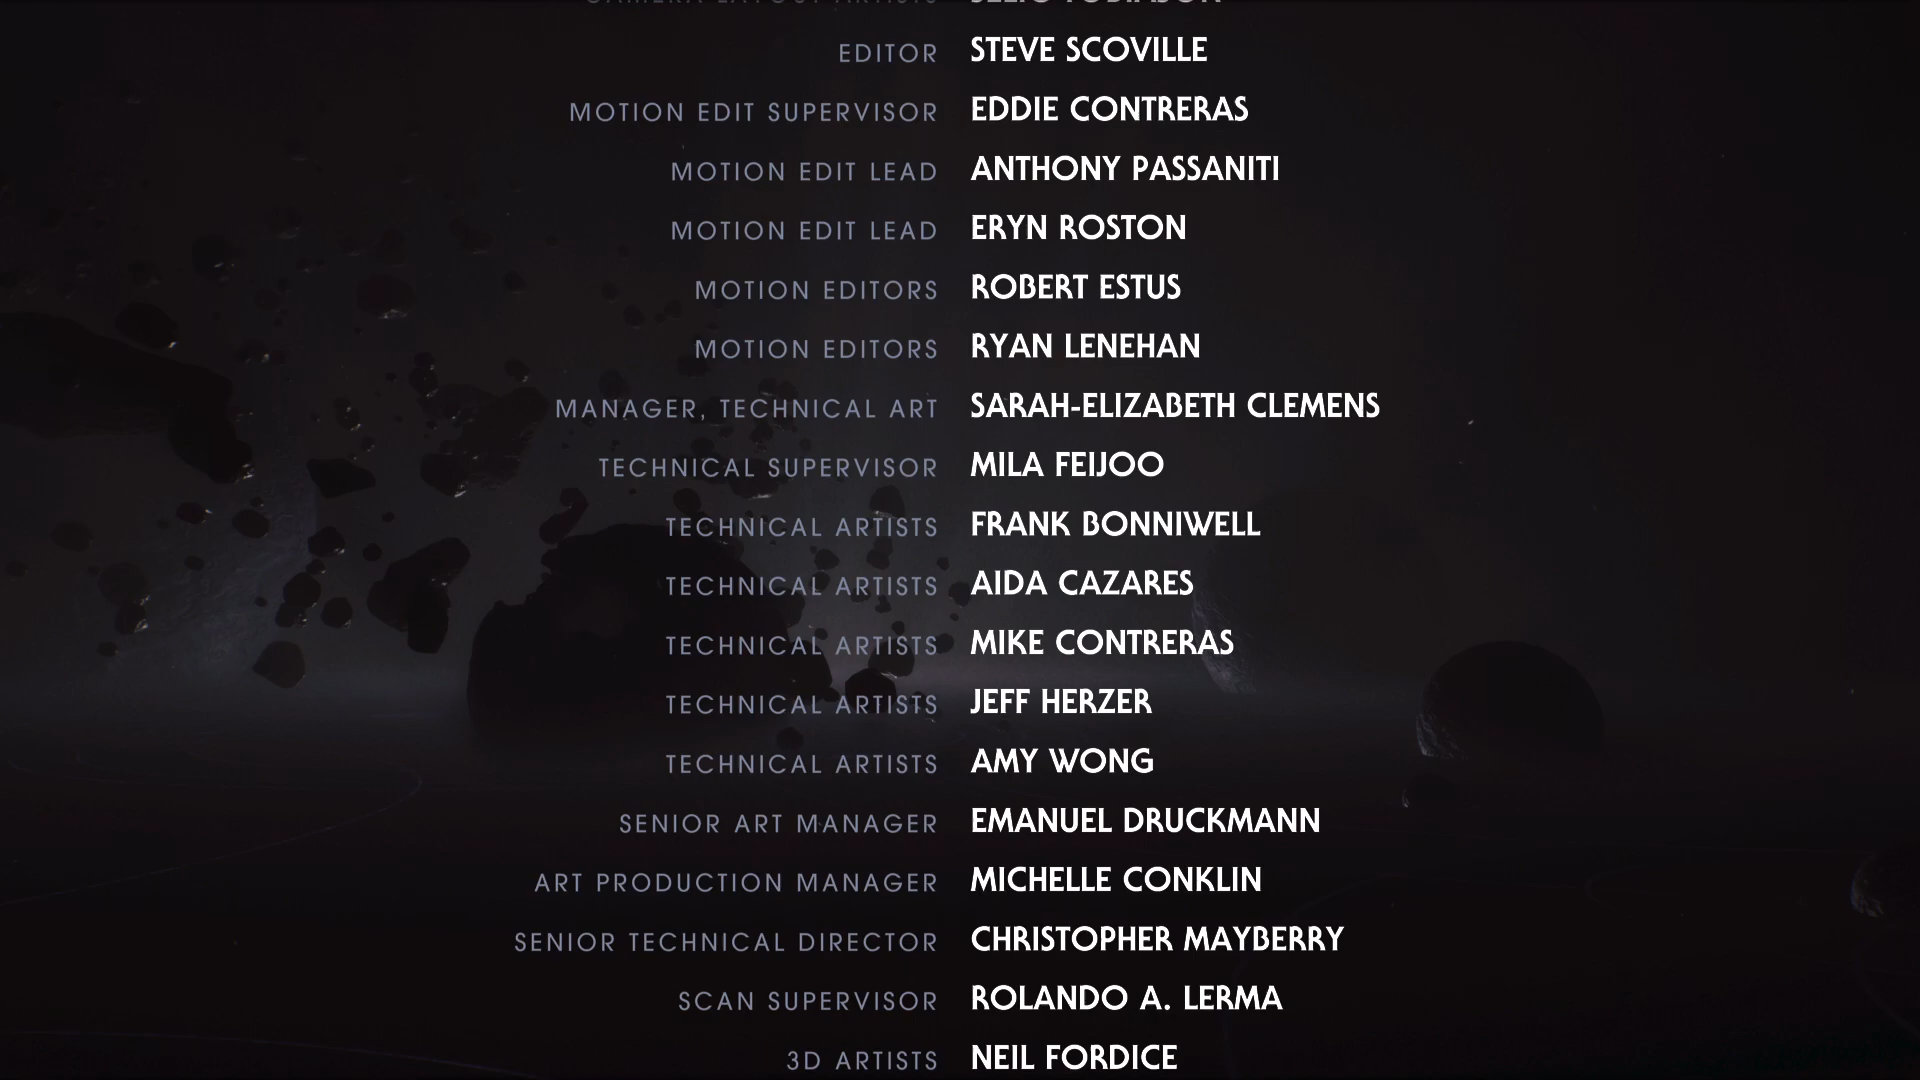 EDITOR STEVE SCOVILLE
MOTION EDIT SUPERVISOR EDDIE CONTRERAS
MOTION EDIT LEAD ANTHONY PASSANITI
MOTION EDIT LEAD ERYN ROSTON
MOTION EDITORS ROBERT ESTUS
MOTION EDITORS RYAN LENEHAN
MANAGER, TECHNICAL ART SARAH-ELIZABETH CLEMENS
TECHNICAL SUPERVISOR MILA FEIJOO
TECHNICAL ARTISTS FRANK BONNIWELL
TECHNICAL ARTISTS AIDA CAZARES
TECHNICAL ARTISTS MIKE CONTRERAS
TECHNICAL ARTISTS JEFF HERZER
TECHNICAL ARTISTS AMY WONG
SENIOR ART MANAGER EMANUEL DRUCKMANN
ART PRODUCTION MANAGER MICHELLE CONKLIN
SENIOR TECHNICAL DIRECTOR CHRISTOPHER MAYBERRY
SCAN SUPERVISOR ROLANDO A. LERMA
3D ARTISTS NEIL FORDICE